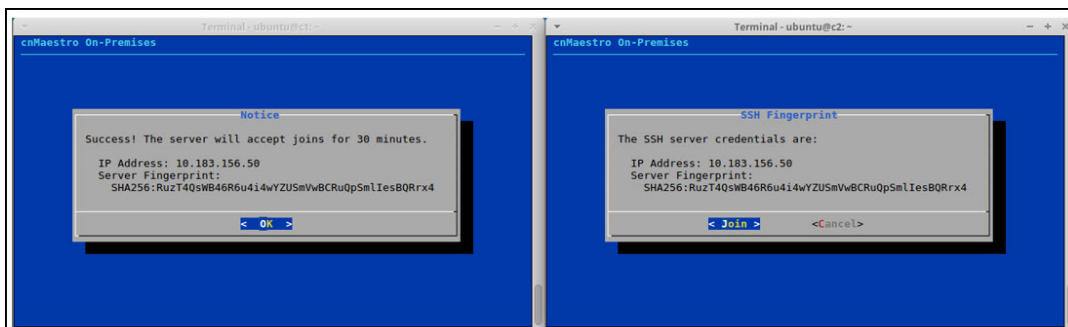 Terminal - ubuntu@c1: ~
cnMaestro On-Premises
Notice
Success! The server will accept joins for 30 minutes.
IP Address: 10.183.156.50
Server Fingerprint:
SHA256:RuzT4QsWB46R6u4i4wYZUSmVwBCRuQpSmlIesBQRrx4
< OK >
Terminal - ubuntu@c2: ~
cnMaestro On-Premises
SSH Fingerprint
The SSH server credentials are:
IP Address: 10.183.156.50
Server Fingerprint:
SHA256:RuzT4QsWB46R6u4i4wYZUSmVwBCRuQpSmlIesBQRrx4
< Join > <Cancel>